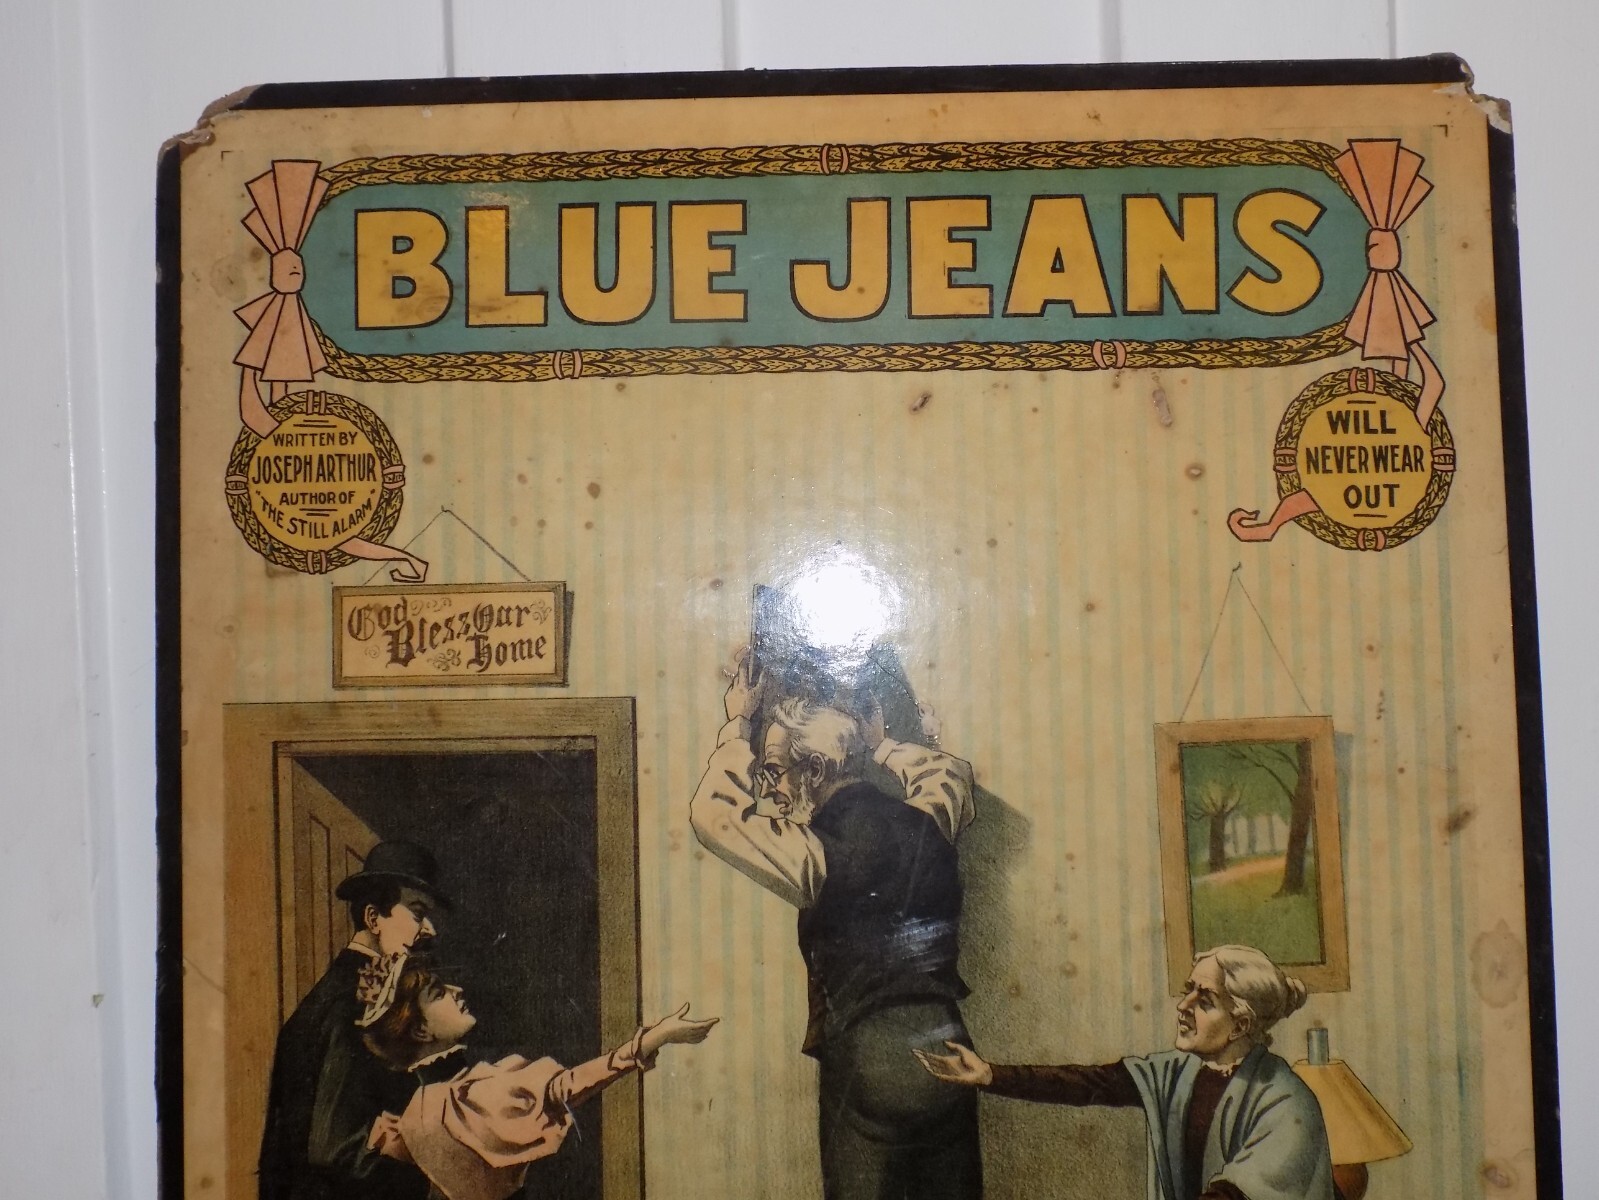 BLUE JEANS
WRITTEN BY
JOSEPH ARTHUR
AUTHOR OF
"THE STILL ALARM"
WILL
NEVER WEAR
OUT
God
Bless Our
Home